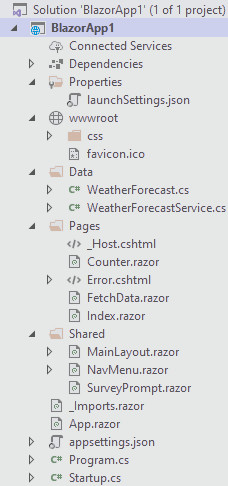 Solution 'BlazorApp1' (1 of 1 project)
BlazorApp1
Connected Services
Dependencies
Properties
launchSettings.json
wwwroot
css
favicon.ico
Data
C# WeatherForecast.cs
C# WeatherForecastService.cs
Pages
_Host.cshtml
Counter.razor
Error.cshtml
FetchData.razor
Index.razor
Shared
MainLayout.razor
NavMenu.razor
SurveyPrompt.razor
_Imports.razor
App.razor
appsettings.json
C# Program.cs
C# Startup.cs